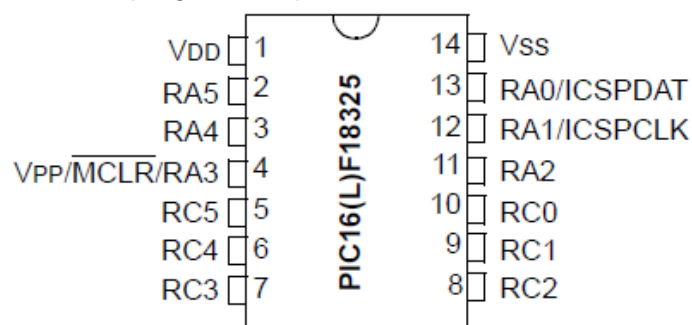 VDD 1 14 VSS
RA5 2 13 RA0/ICSPDAT
RA4 3 12 RA1/ICSPCLK
VPP/MCLR/RA3 4 11 RA2
RC5 5 10 RC0
RC4 6 9 RC1
RC3 7 8 RC2
PIC16(L)F18325